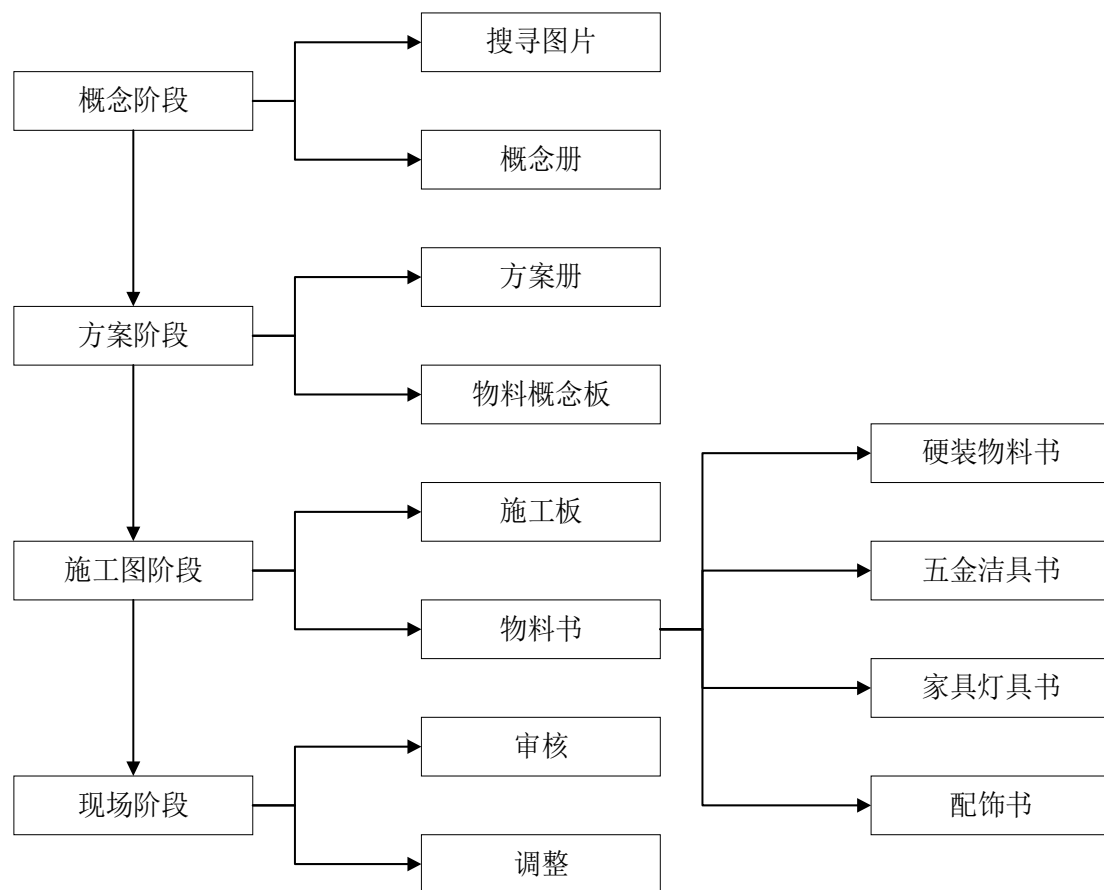 搜寻图片
概念阶段
概念册
方案册
方案阶段
物料概念板
硬装物料书
施工板
施工图阶段
五金洁具书
物料书
家具灯具书
审核
现场阶段
配饰书
调整